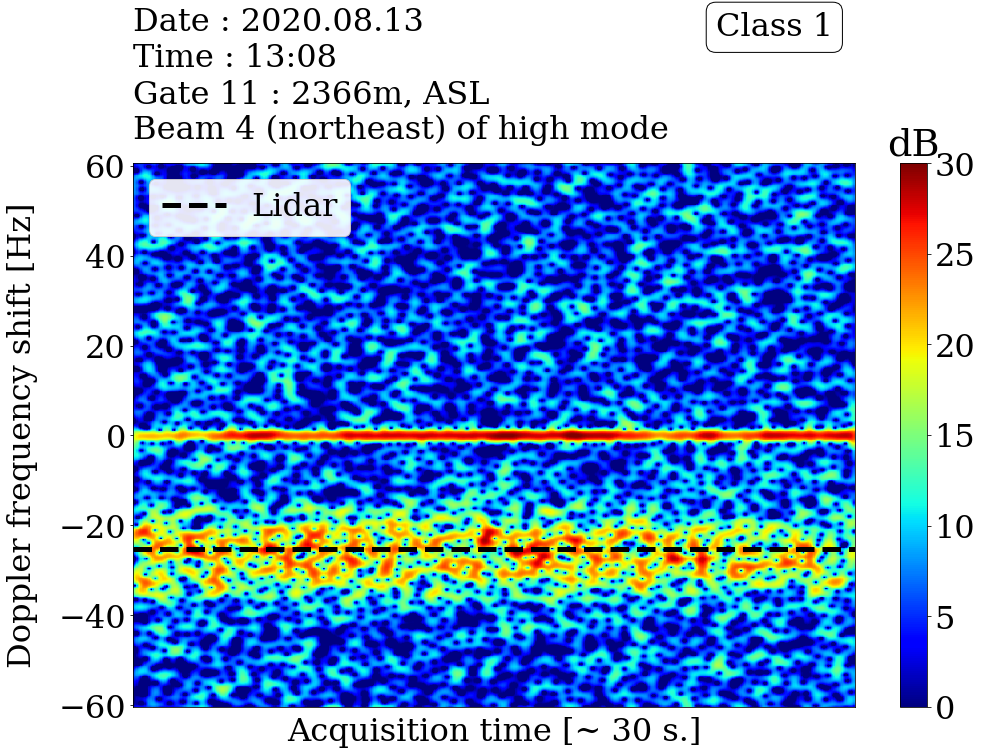 Date : 2020.08.13
Time : 13:08
Gate 11 : 2366m, ASL
Beam 4 (northeast) of high mode
Class 1
dB
Lidar
Doppler frequency shift [Hz]
60
40
20
0
−20
−40
−60
30
25
20
15
10
5
0
Acquisition time [~ 30 s.]